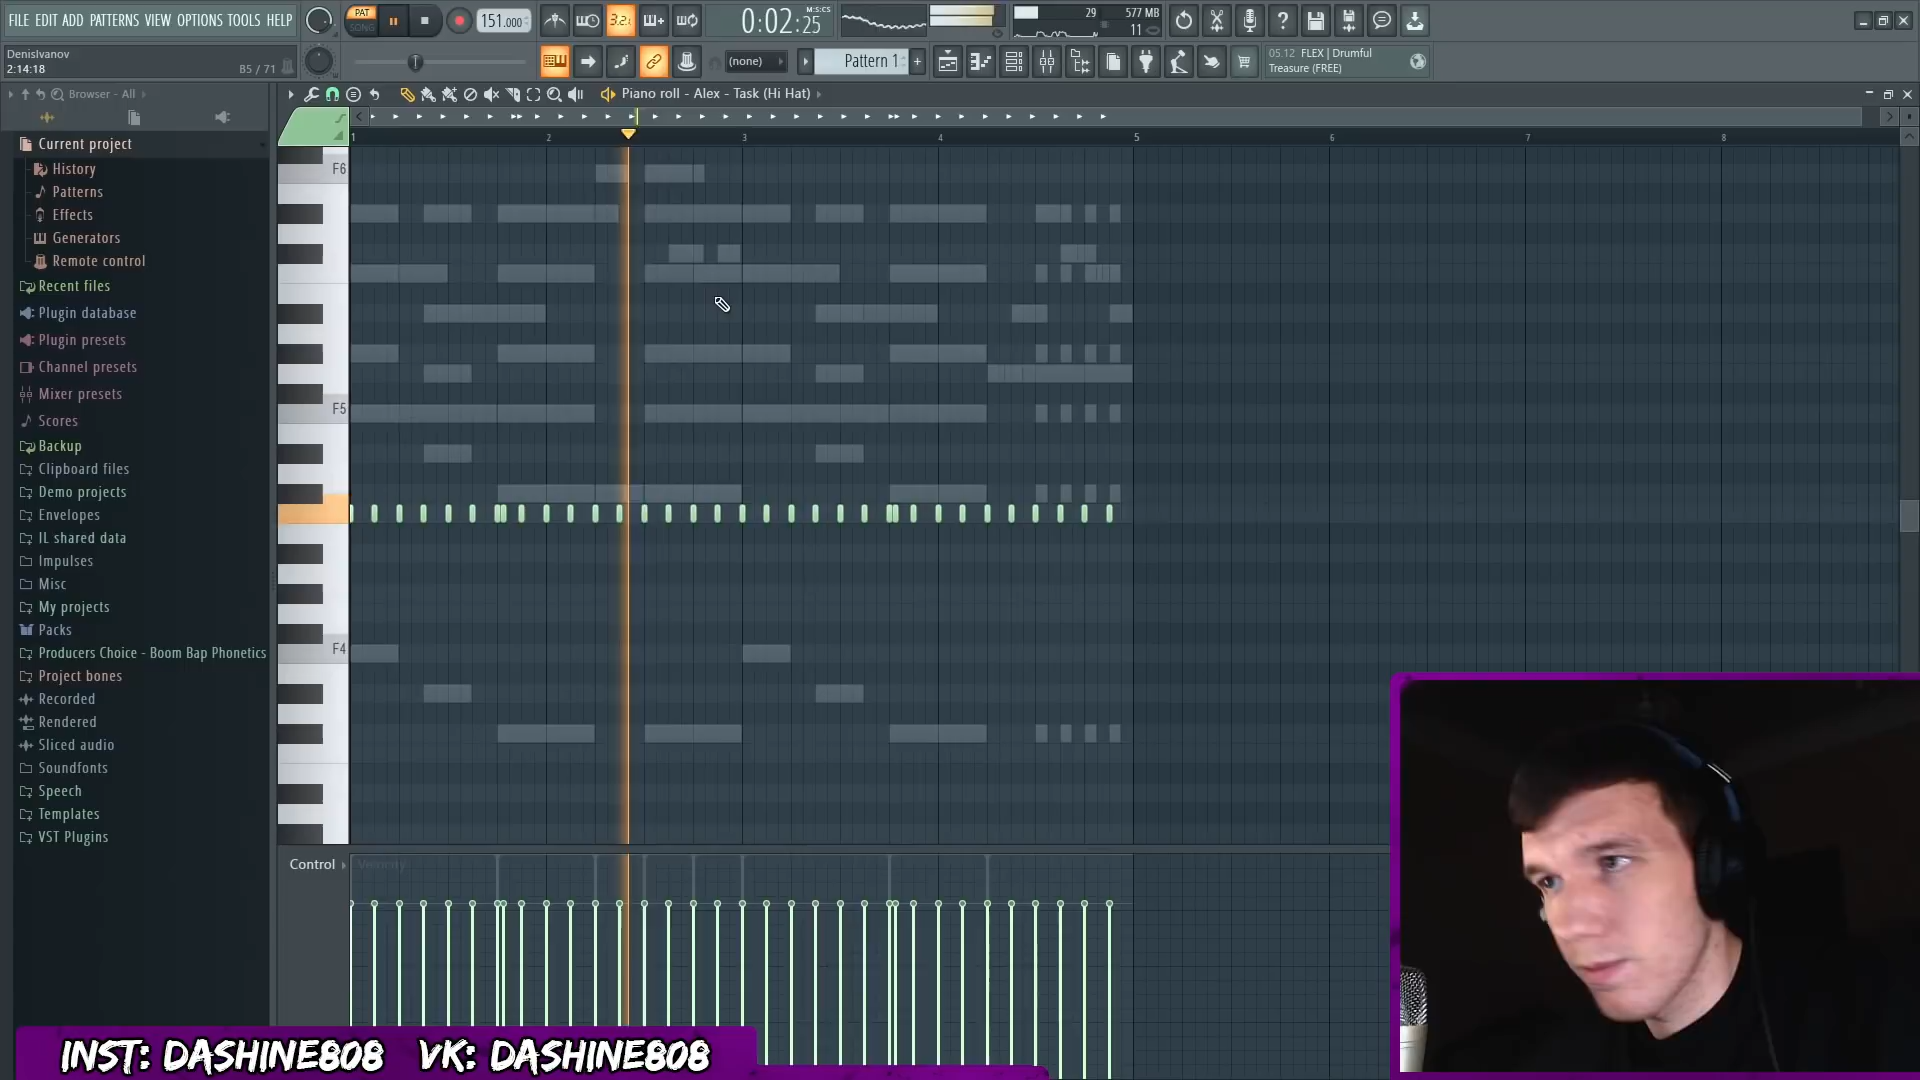 FILE EDIT ADD PATTERNS VIEW OPTIONS TOOLS HELP
PAT
SONG
151.000
3.2.
0:02:25
M:S:CS
29
577 MB
11
DenisIvanov
2:14:18
B5 / 71
(none)
Pattern 1
05.12 FLEX | Drumful
Treasure (FREE)
Browser - All
Piano roll - Alex - Task (Hi Hat)
1
2
3
4
5
6
7
8
Current project
History
Patterns
Effects
Generators
Remote control
Recent files
Plugin database
Plugin presets
Channel presets
Mixer presets
Scores
Backup
Clipboard files
Demo projects
Envelopes
IL shared data
Impulses
Misc
My projects
Packs
Producers Choice - Boom Bap Phonetics
Project bones
Recorded
Rendered
Sliced audio
Soundfonts
Speech
Templates
VST Plugins
F6
F5
F4
Control
Velocity
INST: DASHINE808 VK: DASHINE808